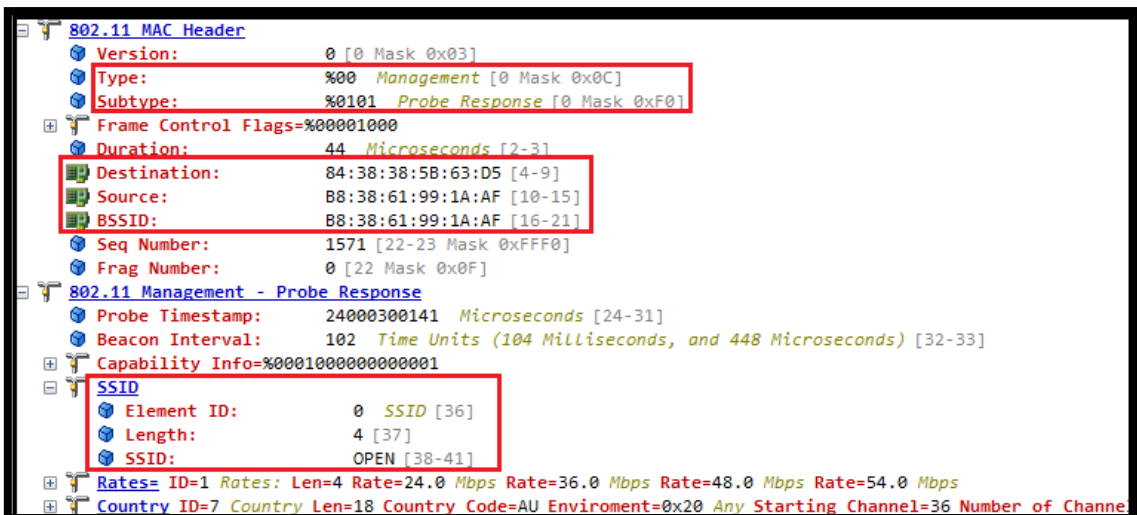 802.11 MAC Header
Version: 0 [0 Mask 0x03]
Type: %00 Management [0 Mask 0x0C]
Subtype: %0101 Probe Response [0 Mask 0xF0]
Frame Control Flags=%00001000
Duration: 44 Microseconds [2-3]
Destination: 84:38:38:5B:63:D5 [4-9]
Source: B8:38:61:99:1A:AF [10-15]
BSSID: B8:38:61:99:1A:AF [16-21]
Seq Number: 1571 [22-23 Mask 0xFFF0]
Frag Number: 0 [22 Mask 0x0F]
802.11 Management - Probe Response
Probe Timestamp: 24000300141 Microseconds [24-31]
Beacon Interval: 102 Time Units (104 Milliseconds, and 448 Microseconds) [32-33]
Capability Info=%0001000000000001
SSID
Element ID: 0 SSID [36]
Length: 4 [37]
SSID: OPEN [38-41]
Rates= ID=1 Rates: Len=4 Rate=24.0 Mbps Rate=36.0 Mbps Rate=48.0 Mbps Rate=54.0 Mbps
Country ID=7 Country Len=18 Country Code=AU Enviroment=0x20 Any Starting Channel=36 Number of Channe